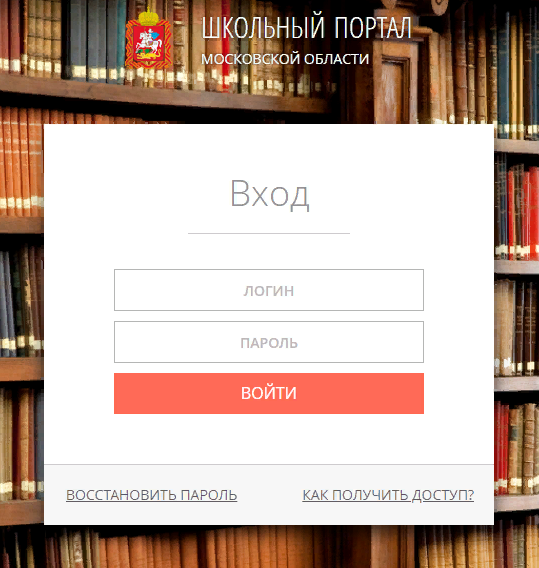 ШКОЛЬНЫЙ ПОРТАЛ
МОСКОВСКОЙ ОБЛАСТИ
Вход
ЛОГИН
ПАРОЛЬ
ВОЙТИ
ВОССТАНОВИТЬ ПАРОЛЬ
КАК ПОЛУЧИТЬ ДОСТУП?